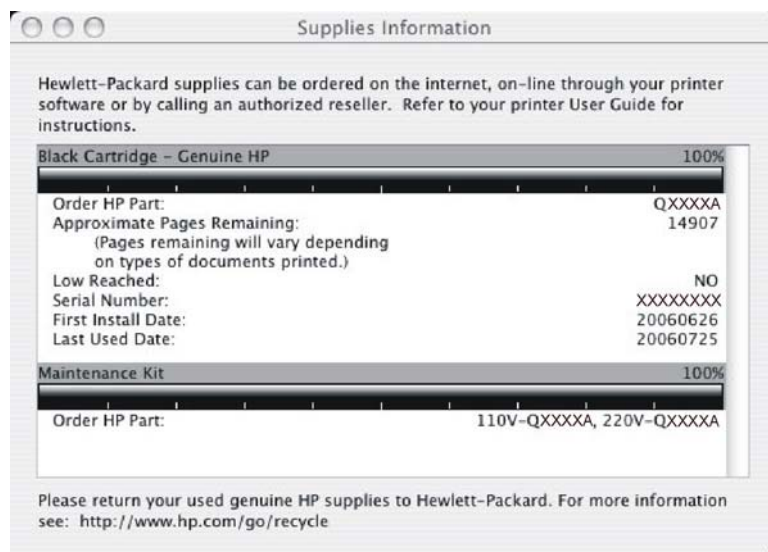 Supplies Information
Hewlett-Packard supplies can be ordered on the internet, on-line through your printer
software or by calling an authorized reseller. Refer to your printer User Guide for
instructions.
Black Cartridge - Genuine HP 100%
Order HP Part: QXXXXA
Approximate Pages Remaining: 14907
(Pages remaining will vary depending
on types of documents printed.)
Low Reached: NO
Serial Number: XXXXXXXX
First Install Date: 20060626
Last Used Date: 20060725
Maintenance Kit 100%
Order HP Part: 110V-QXXXXA, 220V-QXXXXA
Please return your used genuine HP supplies to Hewlett-Packard. For more information
see: http://www.hp.com/go/recycle